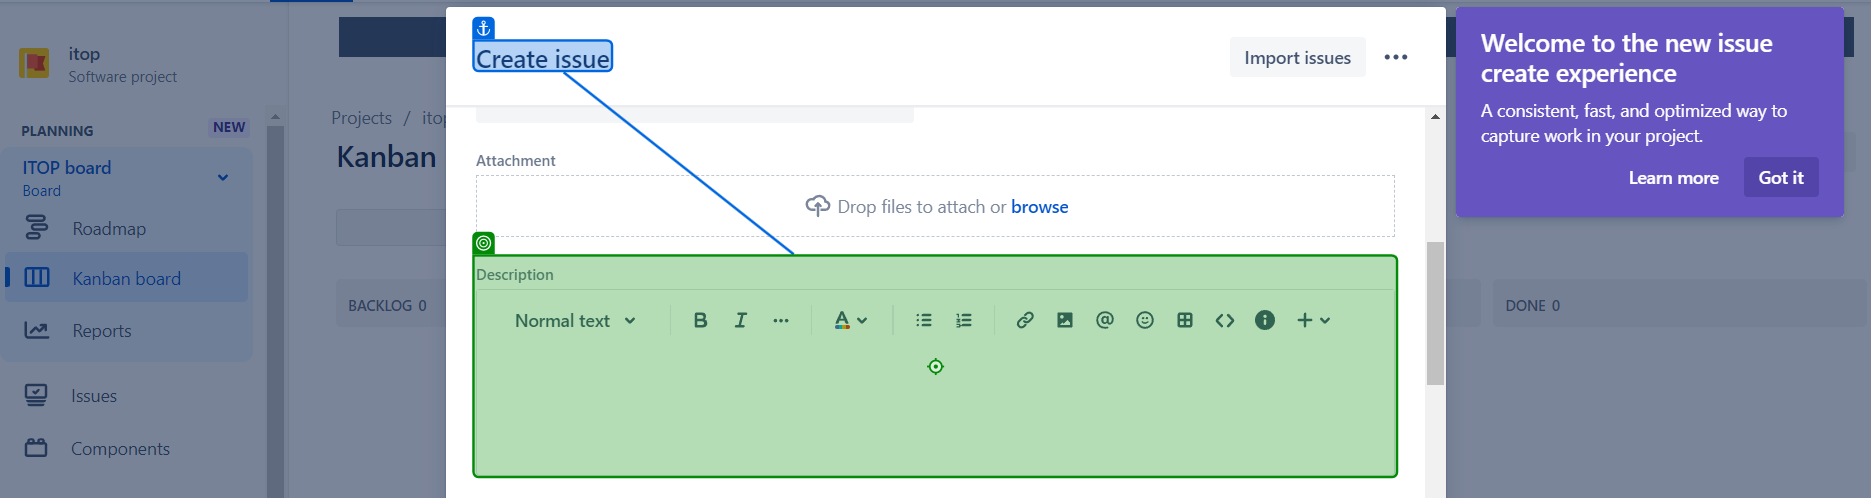 itop
Software project
PLANNING
NEW
ITOP board
Board
Roadmap
Kanban board
Reports
Issues
Components
Projects /
Kanban
BACKLOG 0
Create issue
Import issues
Attachment
Drop files to attach or browse
Description
Normal text
B I A @ <> i +
DONE 0
Welcome to the new issue
create experience
A consistent, fast, and optimized way to
capture work in your project.
Learn more
Got it